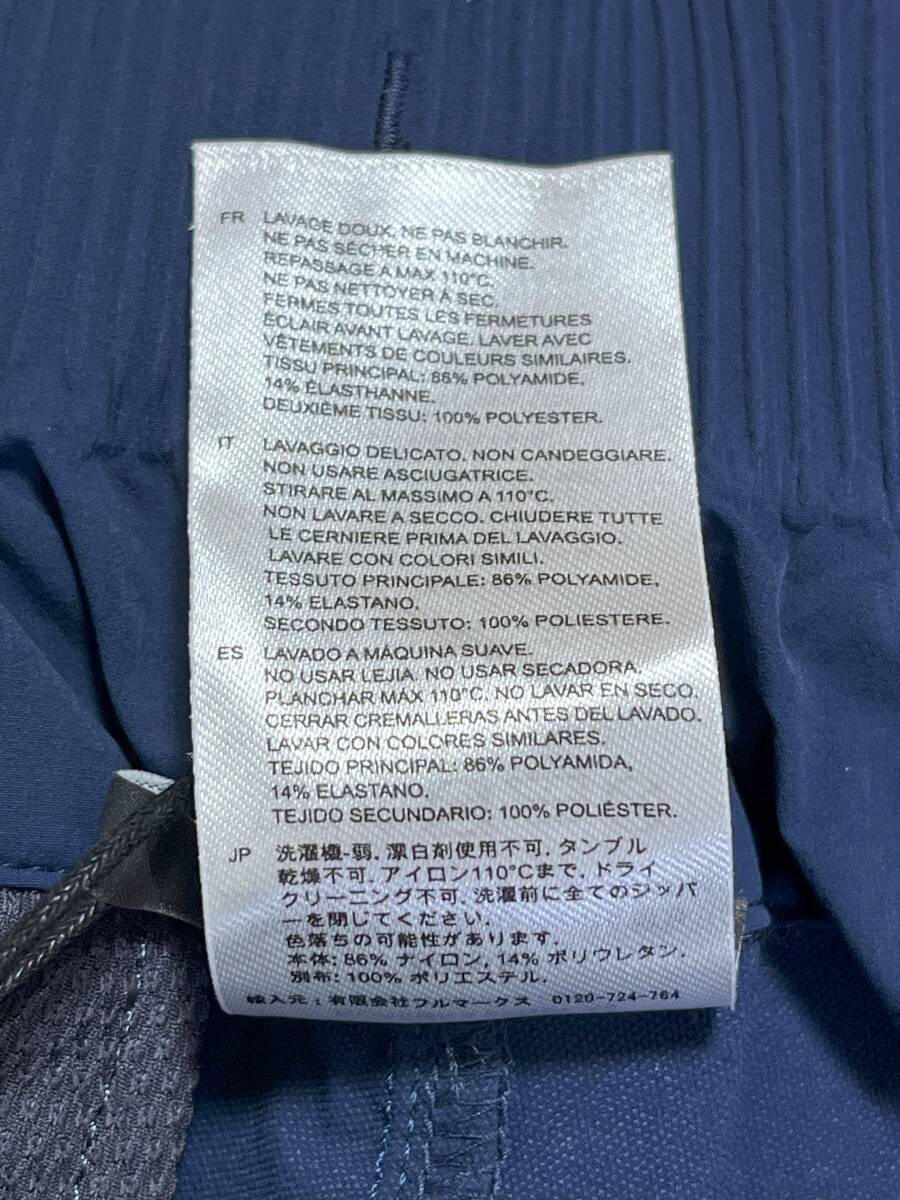 FR LAVAGE DOUX. NE PAS BLANCHIR.
NE PAS SÉCHER EN MACHINE.
REPASSAGE A MAX 110°C.
NE PAS NETTOYER À SEC.
FERMES TOUTES LES FERMETURES
ÉCLAIR AVANT LAVAGE. LAVER AVEC
VÊTEMENTS DE COULEURS SIMILAIRES.
TISSU PRINCIPAL: 86% POLYAMIDE,
14% ÉLASTHANNE.
DEUXIÈME TISSU: 100% POLYESTER.
IT LAVAGGIO DELICATO. NON CANDEGGIARE.
NON USARE ASCIUGATRICE.
STIRARE AL MASSIMO A 110°C.
NON LAVARE A SECCO. CHIUDERE TUTTE
LE CERNIERE PRIMA DEL LAVAGGIO.
LAVARE CON COLORI SIMILI.
TESSUTO PRINCIPALE: 86% POLYAMIDE,
14% ELASTANO.
SECONDO TESSUTO: 100% POLIESTERE.
ES LAVADO A MÁQUINA SUAVE.
NO USAR LEJIA. NO USAR SECADORA.
PLANCHAR MAX 110°C. NO LAVAR EN SECO.
CERRAR CREMALLERAS ANTES DEL LAVADO.
LAVAR CON COLORES SIMILARES.
TEJIDO PRINCIPAL: 86% POLYAMIDA,
14% ELASTANO.
TEJIDO SECUNDARIO: 100% POLIÉSTER.
JP 洗濯機-弱. 漂白剤使用不可. タンブル
乾燥不可. アイロン110°Cまで. ドライ
クリーニング不可. 洗濯前に全てのジッパ
ーを閉じてください.
色落ちの可能性があります.
本体: 86% ナイロン, 14% ポリウレタン.
別布: 100% ポリエステル.
輸入元:有限会社フルマークス 0120-724-764